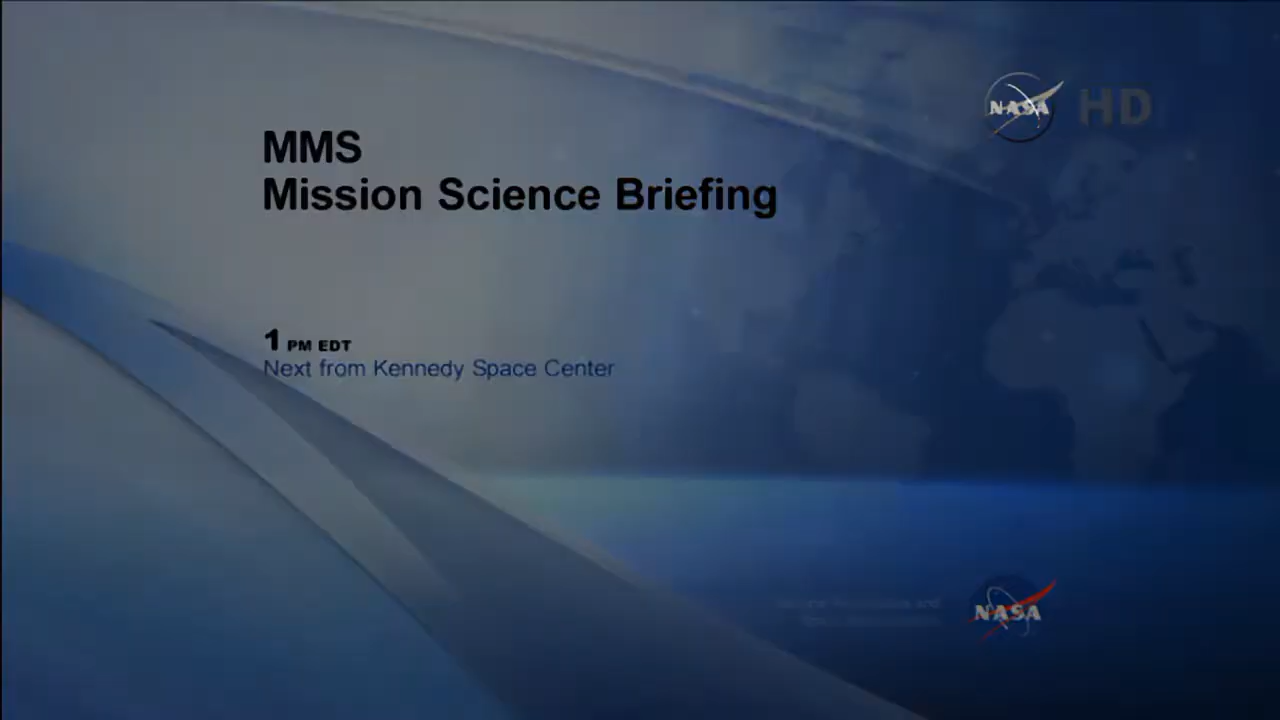 NASA HD
MMS
Mission Science Briefing
1 PM EDT
Next from Kennedy Space Center
NASA